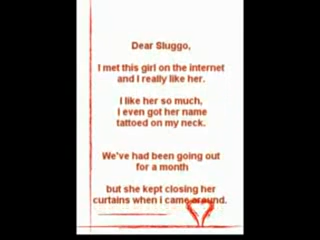 Dear Sluggo,
I met this girl on the internet
and I really like her.
I like her so much,
I even got her name
tattoed on my neck.
We've had been going out
for a month
but she kept closing her
curtains when i came around.